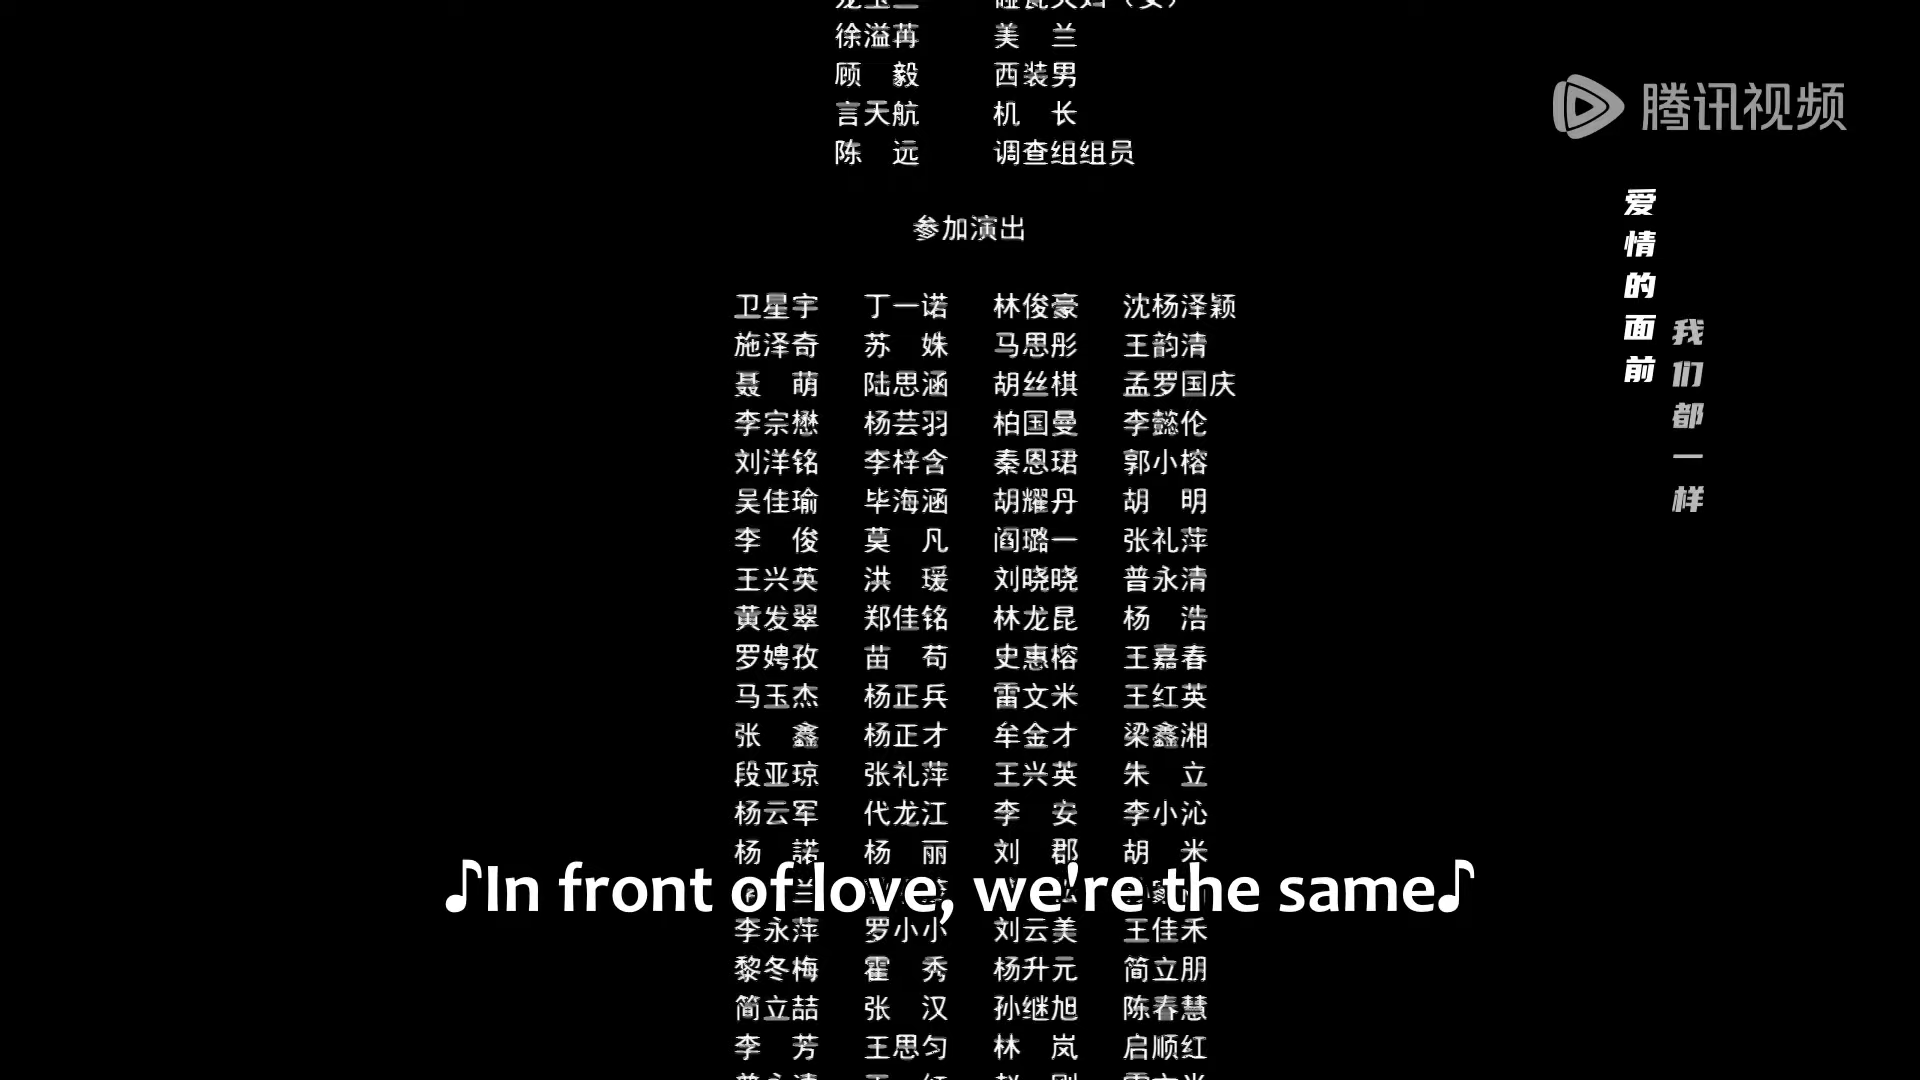 徐溢苒 美 兰
顾 毅 西装男
言天航 机 长
陈 远 调查组组员
腾讯视频
参加演出
爱情的面前
我们都一样
卫星宇 丁一诺 林俊豪 沈杨泽颖
施泽奇 苏 姝 马思彤 王韵清
聂 萌 陆思涵 胡丝棋 孟罗国庆
李宗懋 杨芸羽 柏国曼 李懿伦
刘洋铭 李梓含 秦恩珺 郭小榕
吴佳瑜 毕海涵 胡耀丹 胡 明
李 俊 莫 凡 阎璐一 张礼萍
王兴英 洪 瑗 刘晓晓 普永清
黄发翠 郑佳铭 林龙昆 杨 浩
罗娉孜 苗 苟 史惠榕 王嘉春
马玉杰 杨正兵 雷文米 王红英
张 鑫 杨正才 牟金才 梁鑫湘
段亚琼 张礼萍 王兴英 朱 立
杨云军 代龙江 李 安 李小沁
杨 諾 杨 丽 刘 郡 胡 米
♪In front of love, we're the same♪
李永萍 罗小小 刘云美 王佳禾
黎冬梅 霍 秀 杨升元 简立朋
简立喆 张 汉 孙继旭 陈春慧
李 芳 王思匀 林 岚 启顺红